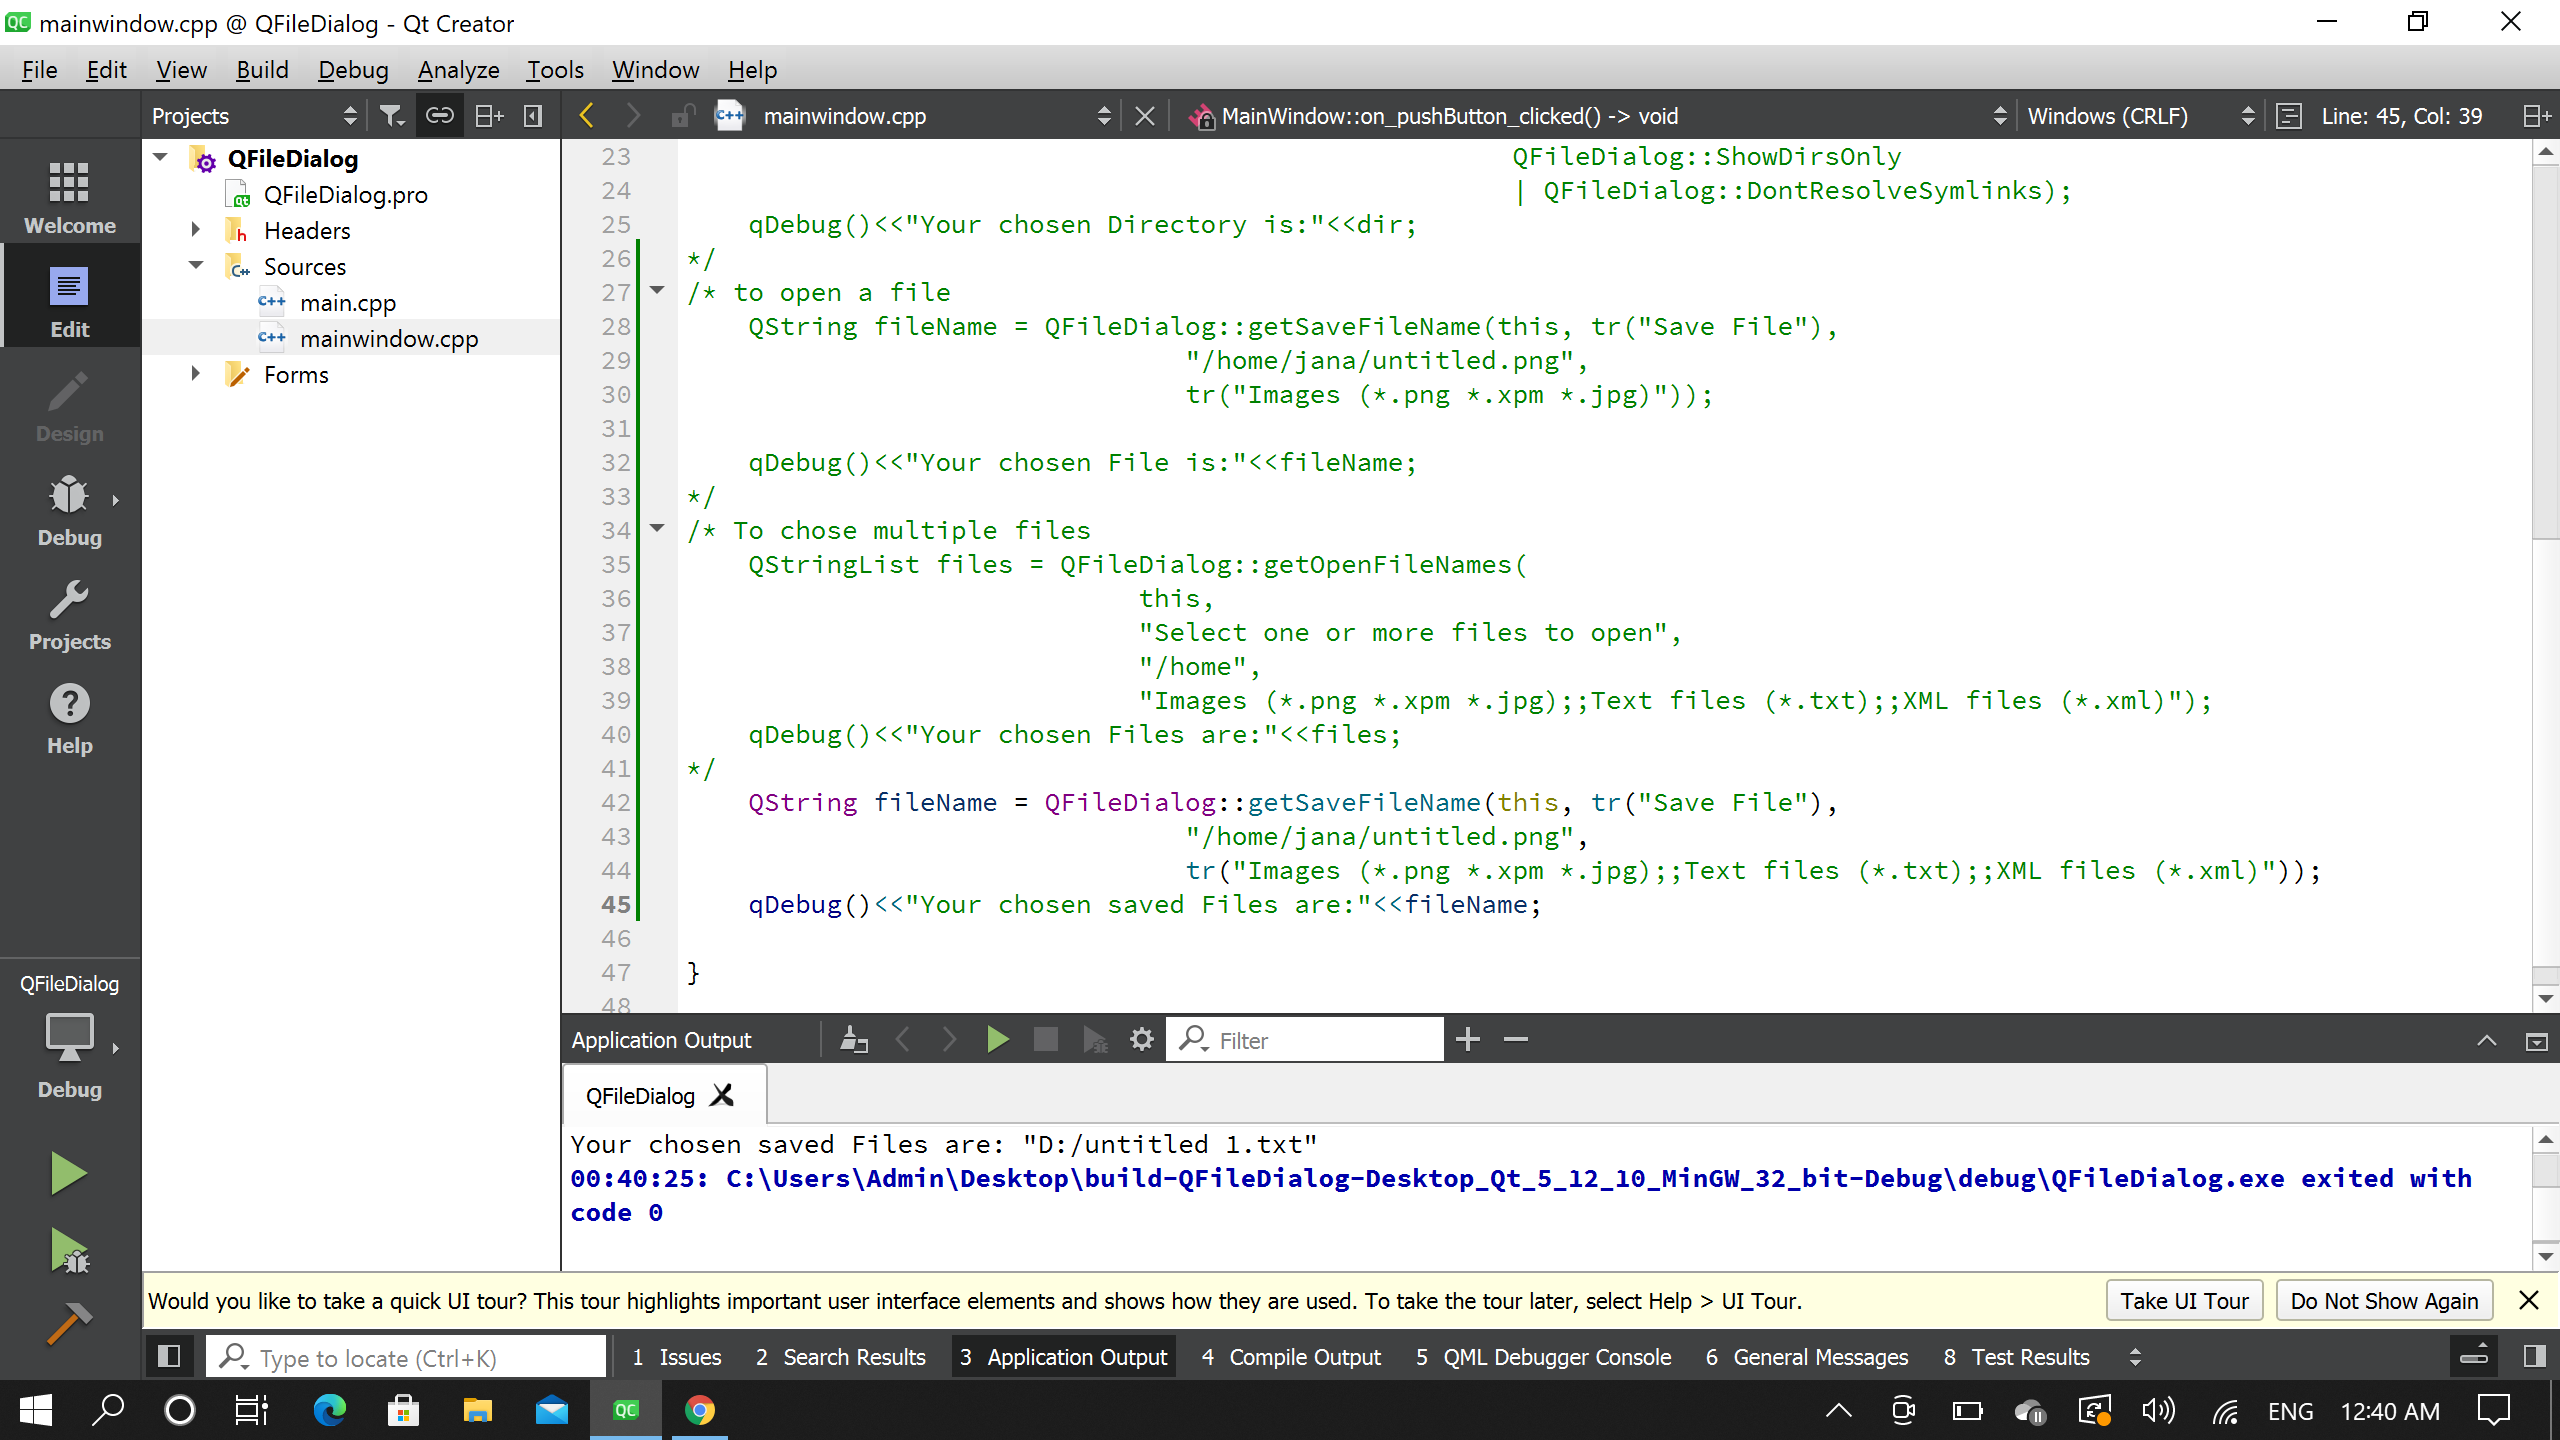 QC mainwindow.cpp @ QFileDialog - Qt Creator
File Edit View Build Debug Analyze Tools Window Help
Projects
mainwindow.cpp
MainWindow::on_pushButton_clicked() -> void
Windows (CRLF)
Line: 45, Col: 39
Welcome
Edit
Design
Debug
Projects
Help
QFileDialog
Debug
QFileDialog
QFileDialog.pro
Headers
Sources
main.cpp
mainwindow.cpp
Forms
23 QFileDialog::ShowDirsOnly
24 | QFileDialog::DontResolveSymlinks);
25 qDebug()<<"Your chosen Directory is:"<<dir;
26 */
27 /* to open a file
28 QString fileName = QFileDialog::getSaveFileName(this, tr("Save File"),
29 "/home/jana/untitled.png",
30 tr("Images (*.png *.xpm *.jpg)"));
31
32 qDebug()<<"Your chosen File is:"<<fileName;
33 */
34 /* To chose multiple files
35 QStringList files = QFileDialog::getOpenFileNames(
36 this,
37 "Select one or more files to open",
38 "/home",
39 "Images (*.png *.xpm *.jpg);;Text files (*.txt);;XML files (*.xml)");
40 qDebug()<<"Your chosen Files are:"<<files;
41 */
42 QString fileName = QFileDialog::getSaveFileName(this, tr("Save File"),
43 "/home/jana/untitled.png",
44 tr("Images (*.png *.xpm *.jpg);;Text files (*.txt);;XML files (*.xml)"));
45 qDebug()<<"Your chosen saved Files are:"<<fileName;
46
47 }
48
Application Output
Filter
QFileDialog
Your chosen saved Files are: "D:/untitled 1.txt"
00:40:25: C:\Users\Admin\Desktop\build-QFileDialog-Desktop_Qt_5_12_10_MinGW_32_bit-Debug\debug\QFileDialog.exe exited with
code 0
Would you like to take a quick UI tour? This tour highlights important user interface elements and shows how they are used. To take the tour later, select Help > UI Tour.
Take UI Tour
Do Not Show Again
Type to locate (Ctrl+K)
1 Issues 2 Search Results 3 Application Output 4 Compile Output 5 QML Debugger Console 6 General Messages 8 Test Results
QC
ENG 12:40 AM